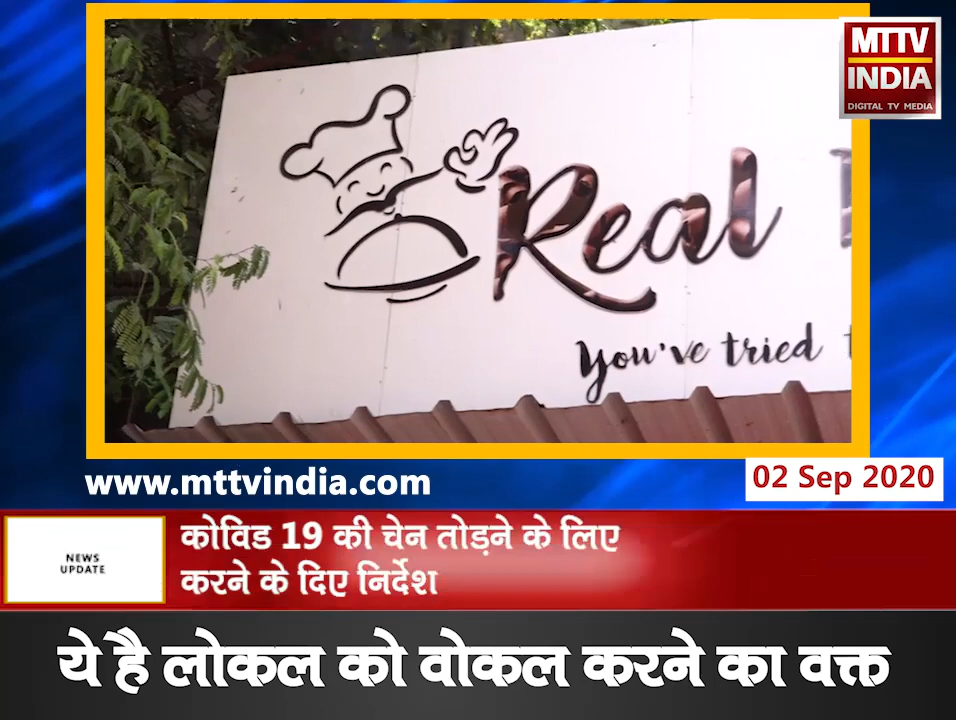 MTTV
INDIA
DIGITAL TV MEDIA
Real
You've tried
www.mttvindia.com
02 Sep 2020
NEWS
UPDATE
कोविड 19 की चेन तोड़ने के लिए
करने के दिए निर्देश
ये है लोकल को वोकल करने का वक्त